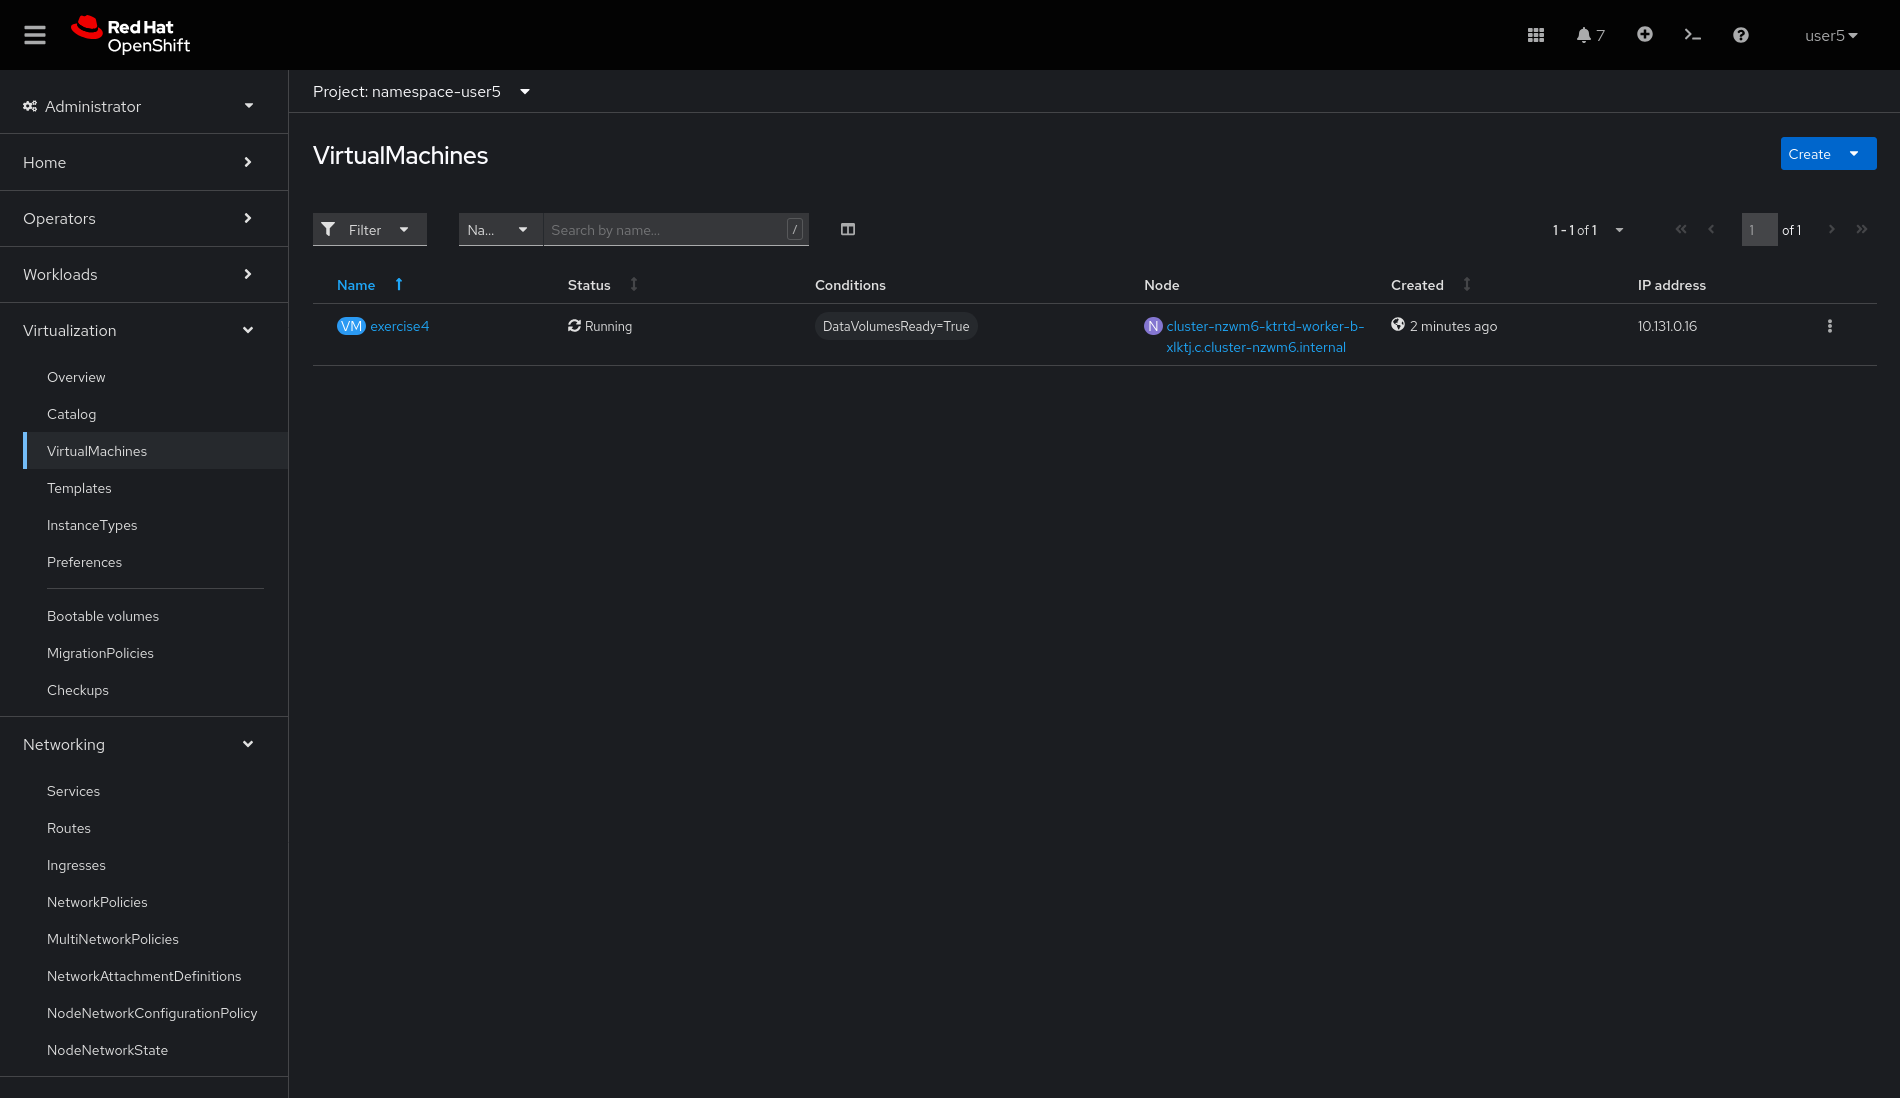 Red Hat
OpenShift
7
user5
Administrator
Home
Operators
Workloads
Virtualization
Overview
Catalog
VirtualMachines
Templates
InstanceTypes
Preferences
Bootable volumes
MigrationPolicies
Checkups
Networking
Services
Routes
Ingresses
NetworkPolicies
MultiNetworkPolicies
NetworkAttachmentDefinitions
NodeNetworkConfigurationPolicy
NodeNetworkState
Project: namespace-user5
VirtualMachines
Create
Filter Na... Search by name... / 1 - 1 of 1 1 of 1
Name Status Conditions Node Created IP address
VM exercise4 Running DataVolumesReady=True N cluster-nzwm6-ktrtd-worker-b- 2 minutes ago 10.131.0.16
xlktj.c.cluster-nzwm6.internal